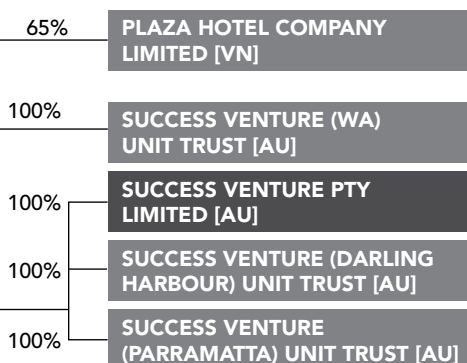 65%
PLAZA HOTEL COMPANY
LIMITED [VN]
100%
SUCCESS VENTURE (WA)
UNIT TRUST [AU]
100%
SUCCESS VENTURE PTY
LIMITED [AU]
100%
SUCCESS VENTURE (DARLING
HARBOUR) UNIT TRUST [AU]
100%
SUCCESS VENTURE
(PARRAMATTA) UNIT TRUST [AU]